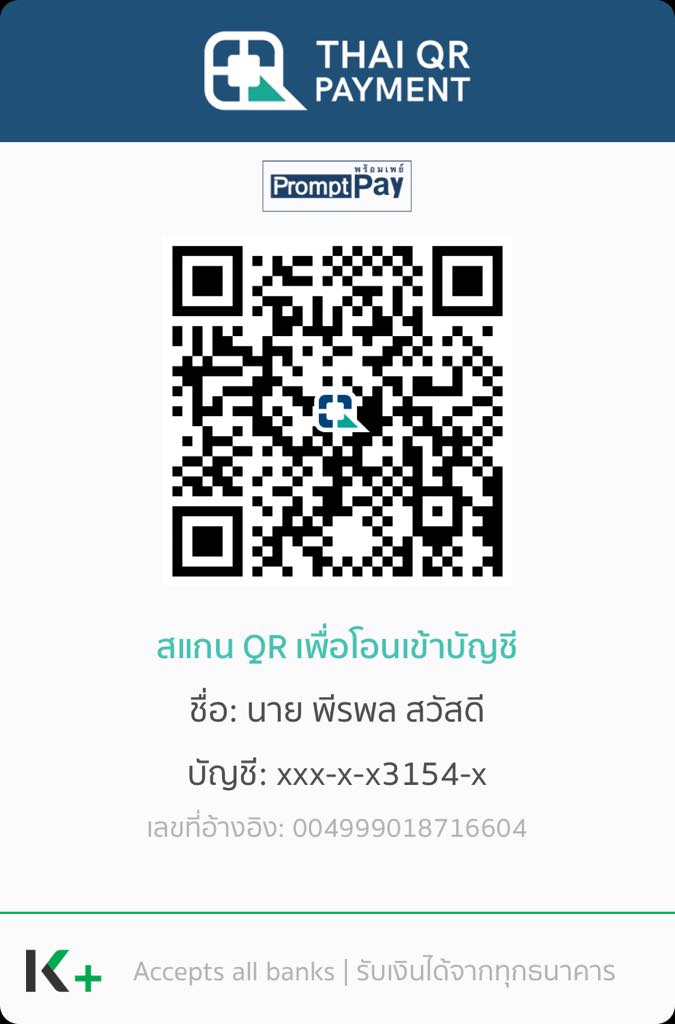 THAI QR
PAYMENT
พร้อมเพย์
PromptPay
สแกน QR เพื่อโอนเข้าบัญชี
ชื่อ: นาย พีรพล สวัสดี
บัญชี: xxx-x-x3154-x
เลขที่อ้างอิง: 004999018716604
K+
Accepts all banks | รับเงินได้จากทุกธนาคาร